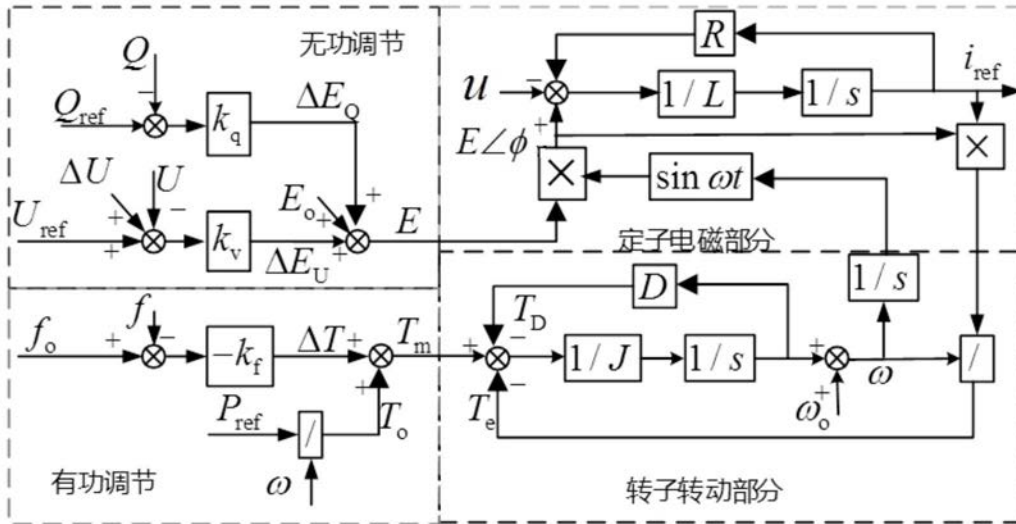 无功调节
Q
−
Q_ref
k_q
ΔE_Q
ΔU
U
+
−
U_ref
+
k_v
ΔE_U
E_o
+
+
+
E
f
f_o
+
−
−k_f
ΔT
+
T_m
+
P_ref
/
T_o
ω
有功调节
R
u
−
1/L
1/s
i_ref
+
E∠ϕ
×
×
sin ωt
定子电磁部分
1/s
D
T_D
−
+
1/J
1/s
+
ω
/
−
T_e
ω_o
+
转子转动部分